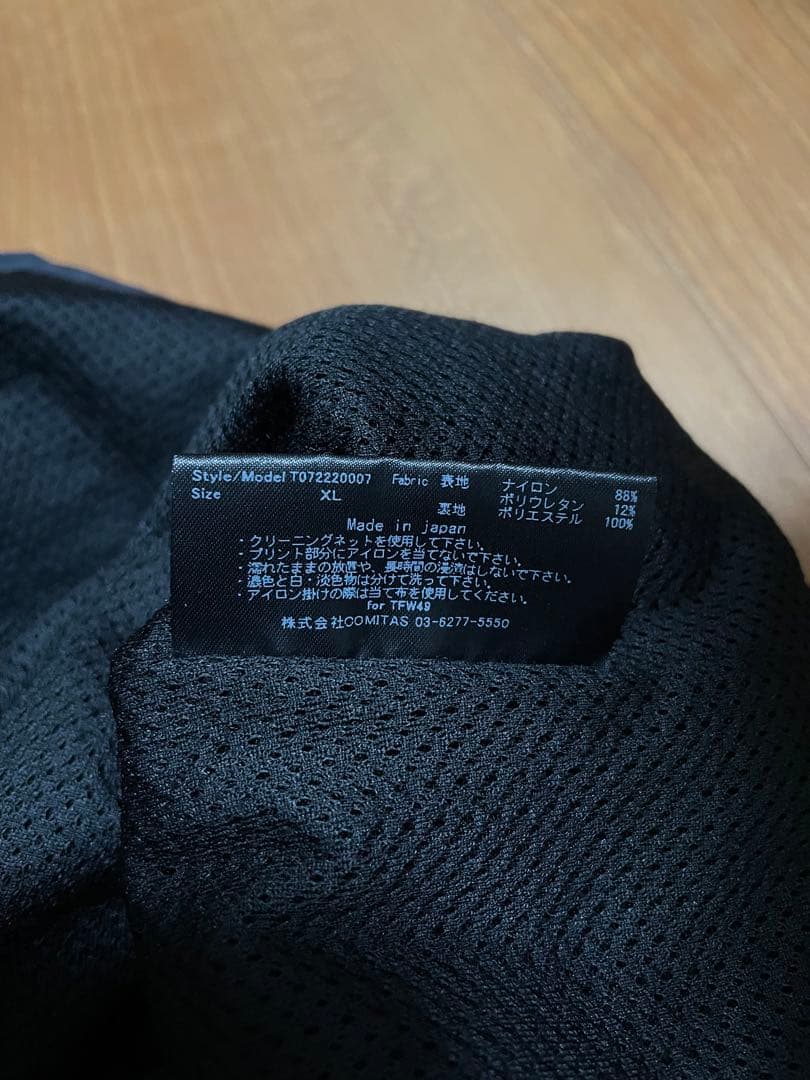 Style/Model T072220007 Fabric 表地 ナイロン 88%
Size XL ポリウレタン 12%
裏地 ポリエステル 100%
Made in japan
・クリーニングネットを使用して下さい。
・プリント部分にアイロンを当てないで下さい。
・濡れたままの放置や、長時間の浸漬はしないで下さい。
・濃色と白・淡色物は分けて洗って下さい。
・アイロン掛けの際は当て布を使用してください。
for TFW49
株式会社COMITAS 03-6277-5550